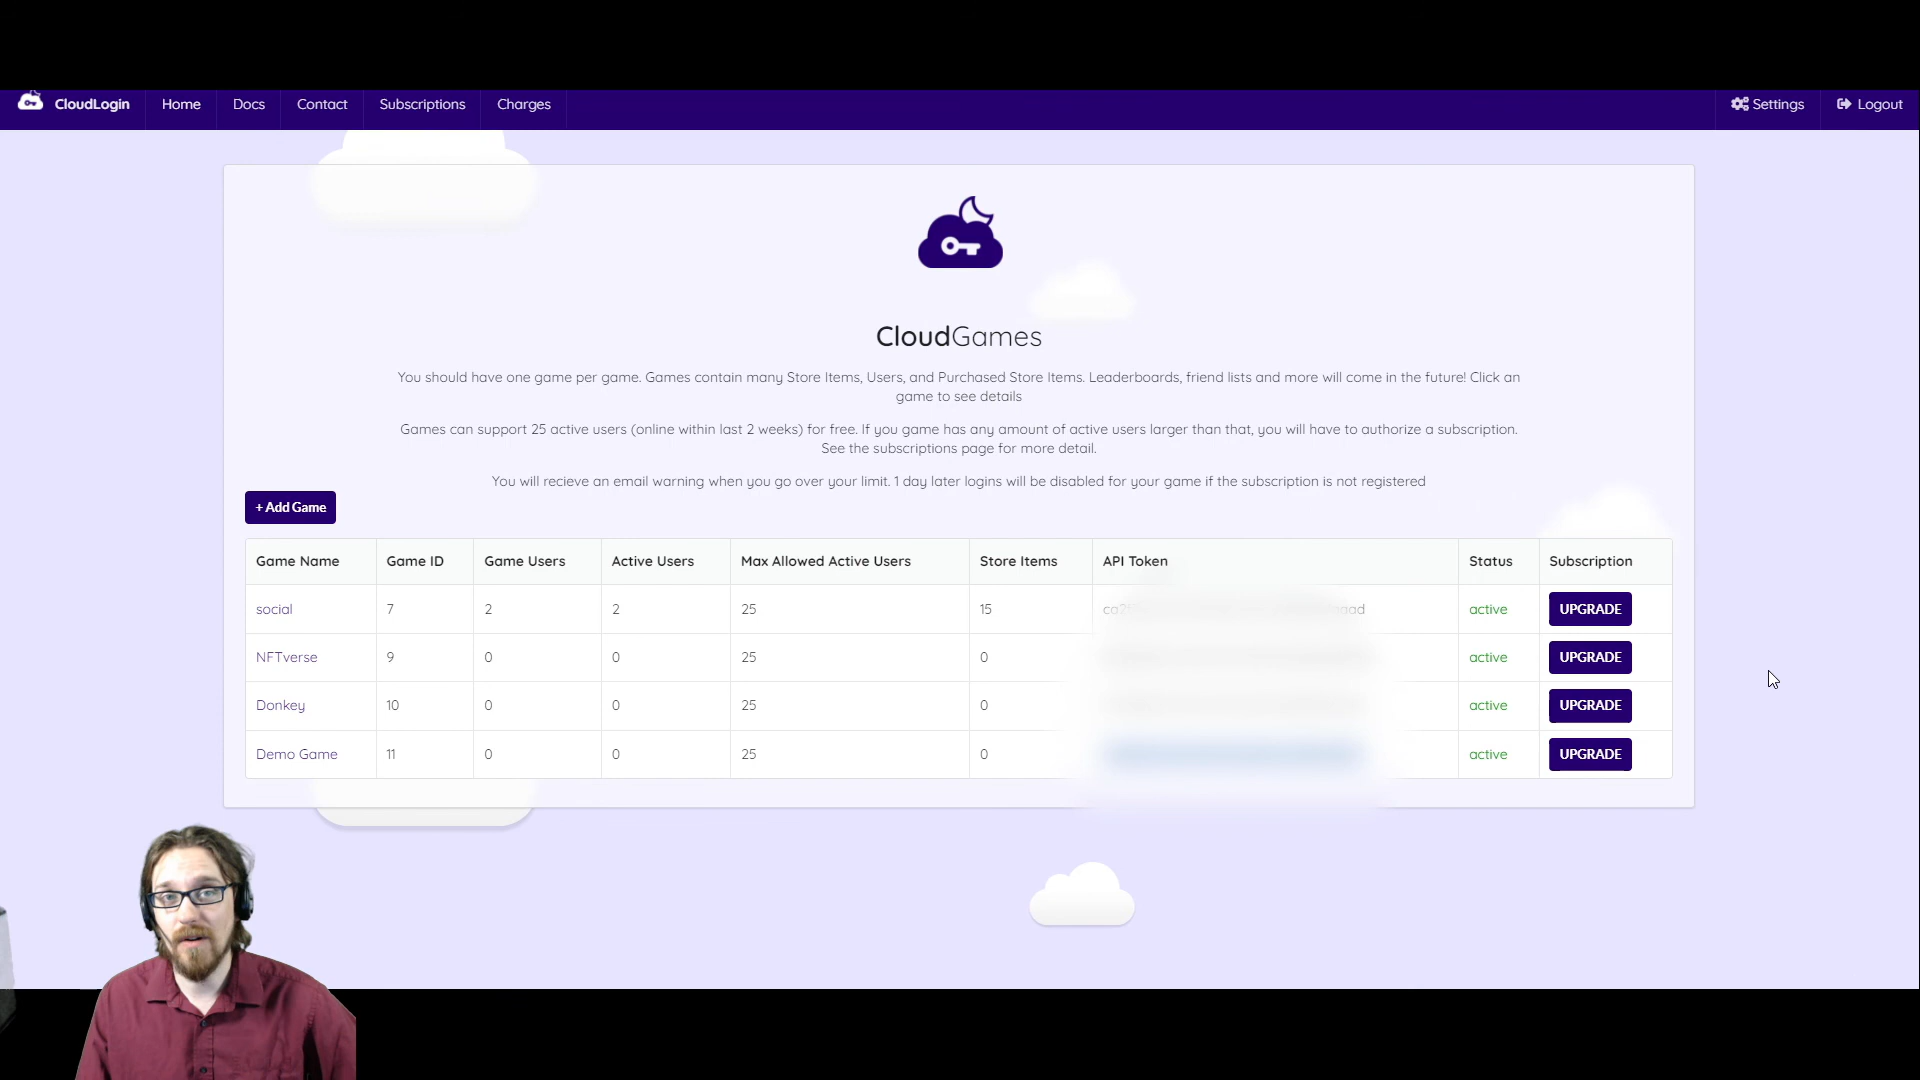 CloudLogin Home Docs Contact Subscriptions Charges Settings Logout
CloudGames
You should have one game per game. Games contain many Store Items, Users, and Purchased Store Items. Leaderboards, friend lists and more will come in the future! Click an
game to see details
Games can support 25 active users (online within last 2 weeks) for free. If you game has any amount of active users larger than that, you will have to authorize a subscription.
See the subscriptions page for more detail.
You will recieve an email warning when you go over your limit. 1 day later logins will be disabled for your game if the subscription is not registered
+ Add Game
Game Name Game ID Game Users Active Users Max Allowed Active Users Store Items API Token Status Subscription
social 7 2 2 25 15 active UPGRADE
NFTverse 9 0 0 25 0 active UPGRADE
Donkey 10 0 0 25 0 active UPGRADE
Demo Game 11 0 0 25 0 active UPGRADE